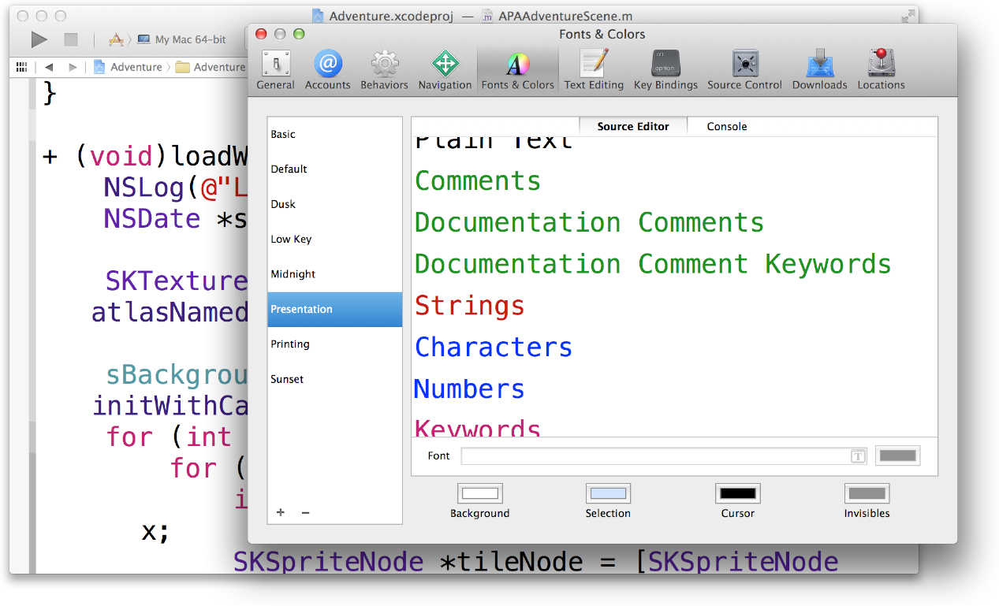 Adventure.xcodeproj — APAAdventureScene.m
My Mac 64-bit
Adventure Adventure
}
+ (void)loadW
NSLog(@"L
NSDate *s
SKTexture
atlasNamed
sBackgrou
initWithCa
for (int
for (
i
x;
SKSpriteNode *tileNode = [SKSpriteNode
Fonts & Colors
General Accounts Behaviors Navigation Fonts & Colors Text Editing Key Bindings Source Control Downloads Locations
alt
option
Basic
Default
Dusk
Low Key
Midnight
Presentation
Printing
Sunset
+ −
Source Editor Console
Plain Text
Comments
Documentation Comments
Documentation Comment Keywords
Strings
Characters
Numbers
Keywords
Font T
Background Selection Cursor Invisibles